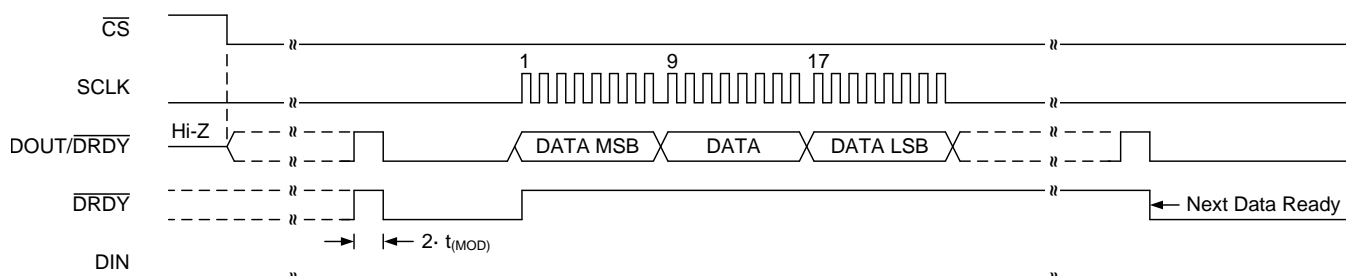 CS
1 9 17
SCLK
Hi-Z
DOUT/DRDY DATA MSB DATA DATA LSB
DRDY Next Data Ready
2· t(MOD)
DIN